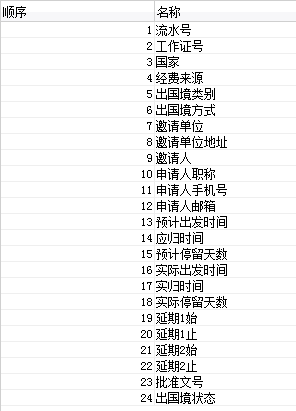 顺序 名称
1 流水号
2 工作证号
3 国家
4 经费来源
5 出国境类别
6 出国境方式
7 邀请单位
8 邀请单位地址
9 邀请人
10 申请人职称
11 申请人手机号
12 申请人邮箱
13 预计出发时间
14 应归时间
15 预计停留天数
16 实际出发时间
17 实归时间
18 实际停留天数
19 延期1始
20 延期1止
21 延期2始
22 延期2止
23 批准文号
24 出国境状态